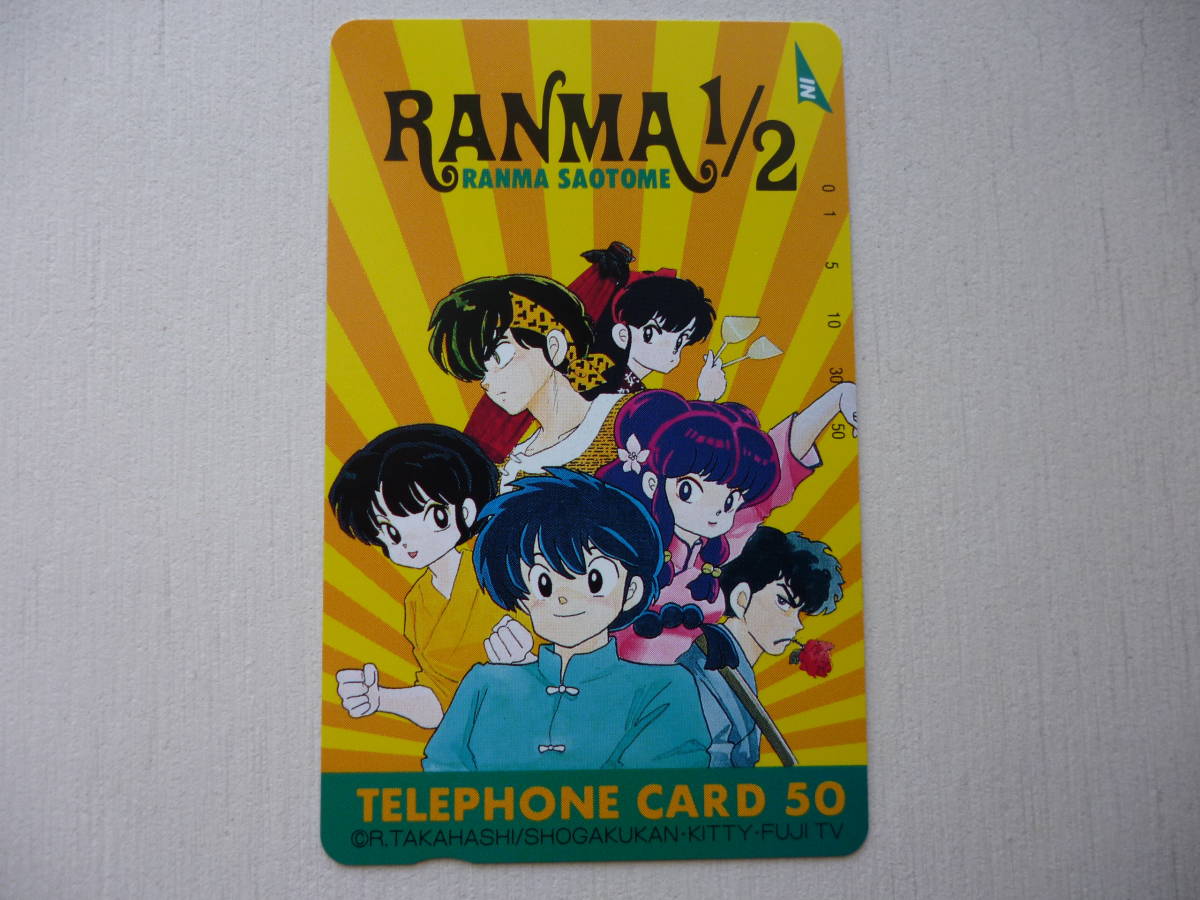 IN
RANMA 1/2
RANMA SAOTOME
0
1
5
10
30
50
TELEPHONE CARD 50
©R.TAKAHASHI/SHOGAKUKAN·KITTY·FUJI TV